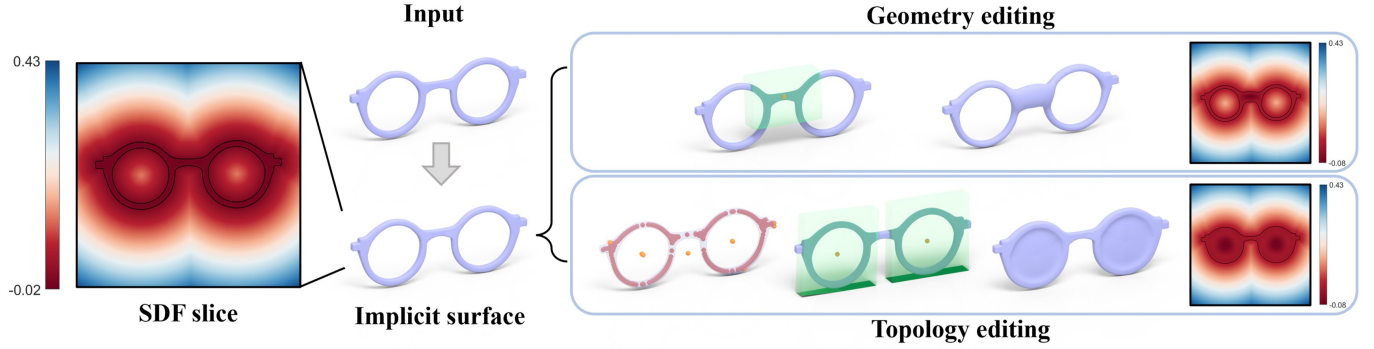 Input
Geometry editing
0.43
-0.02
SDF slice
Implicit surface
0.43
-0.08
0.43
-0.08
Topology editing